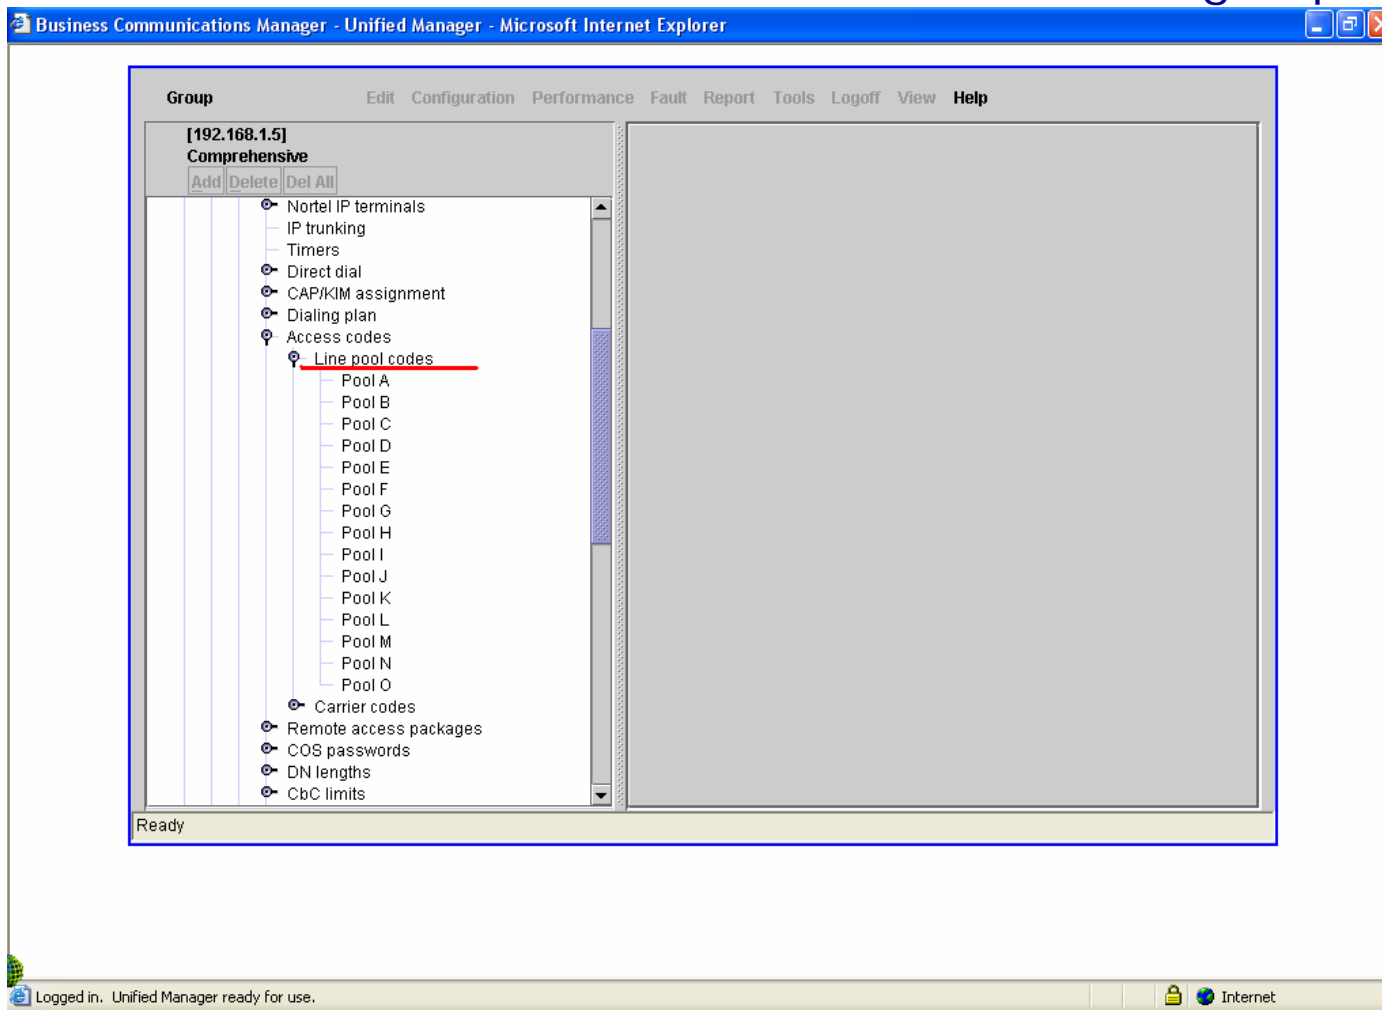 Business Communications Manager - Unified Manager - Microsoft Internet Explorer
Group Edit Configuration Performance Fault Report Tools Logoff View Help
[192.168.1.5]
Comprehensive
Add Delete Del All
Nortel IP terminals
IP trunking
Timers
Direct dial
CAP/KIM assignment
Dialing plan
Access codes
Line pool codes
Pool A
Pool B
Pool C
Pool D
Pool E
Pool F
Pool G
Pool H
Pool I
Pool J
Pool K
Pool L
Pool M
Pool N
Pool O
Carrier codes
Remote access packages
COS passwords
DN lengths
CbC limits
Ready
Logged in. Unified Manager ready for use. Internet